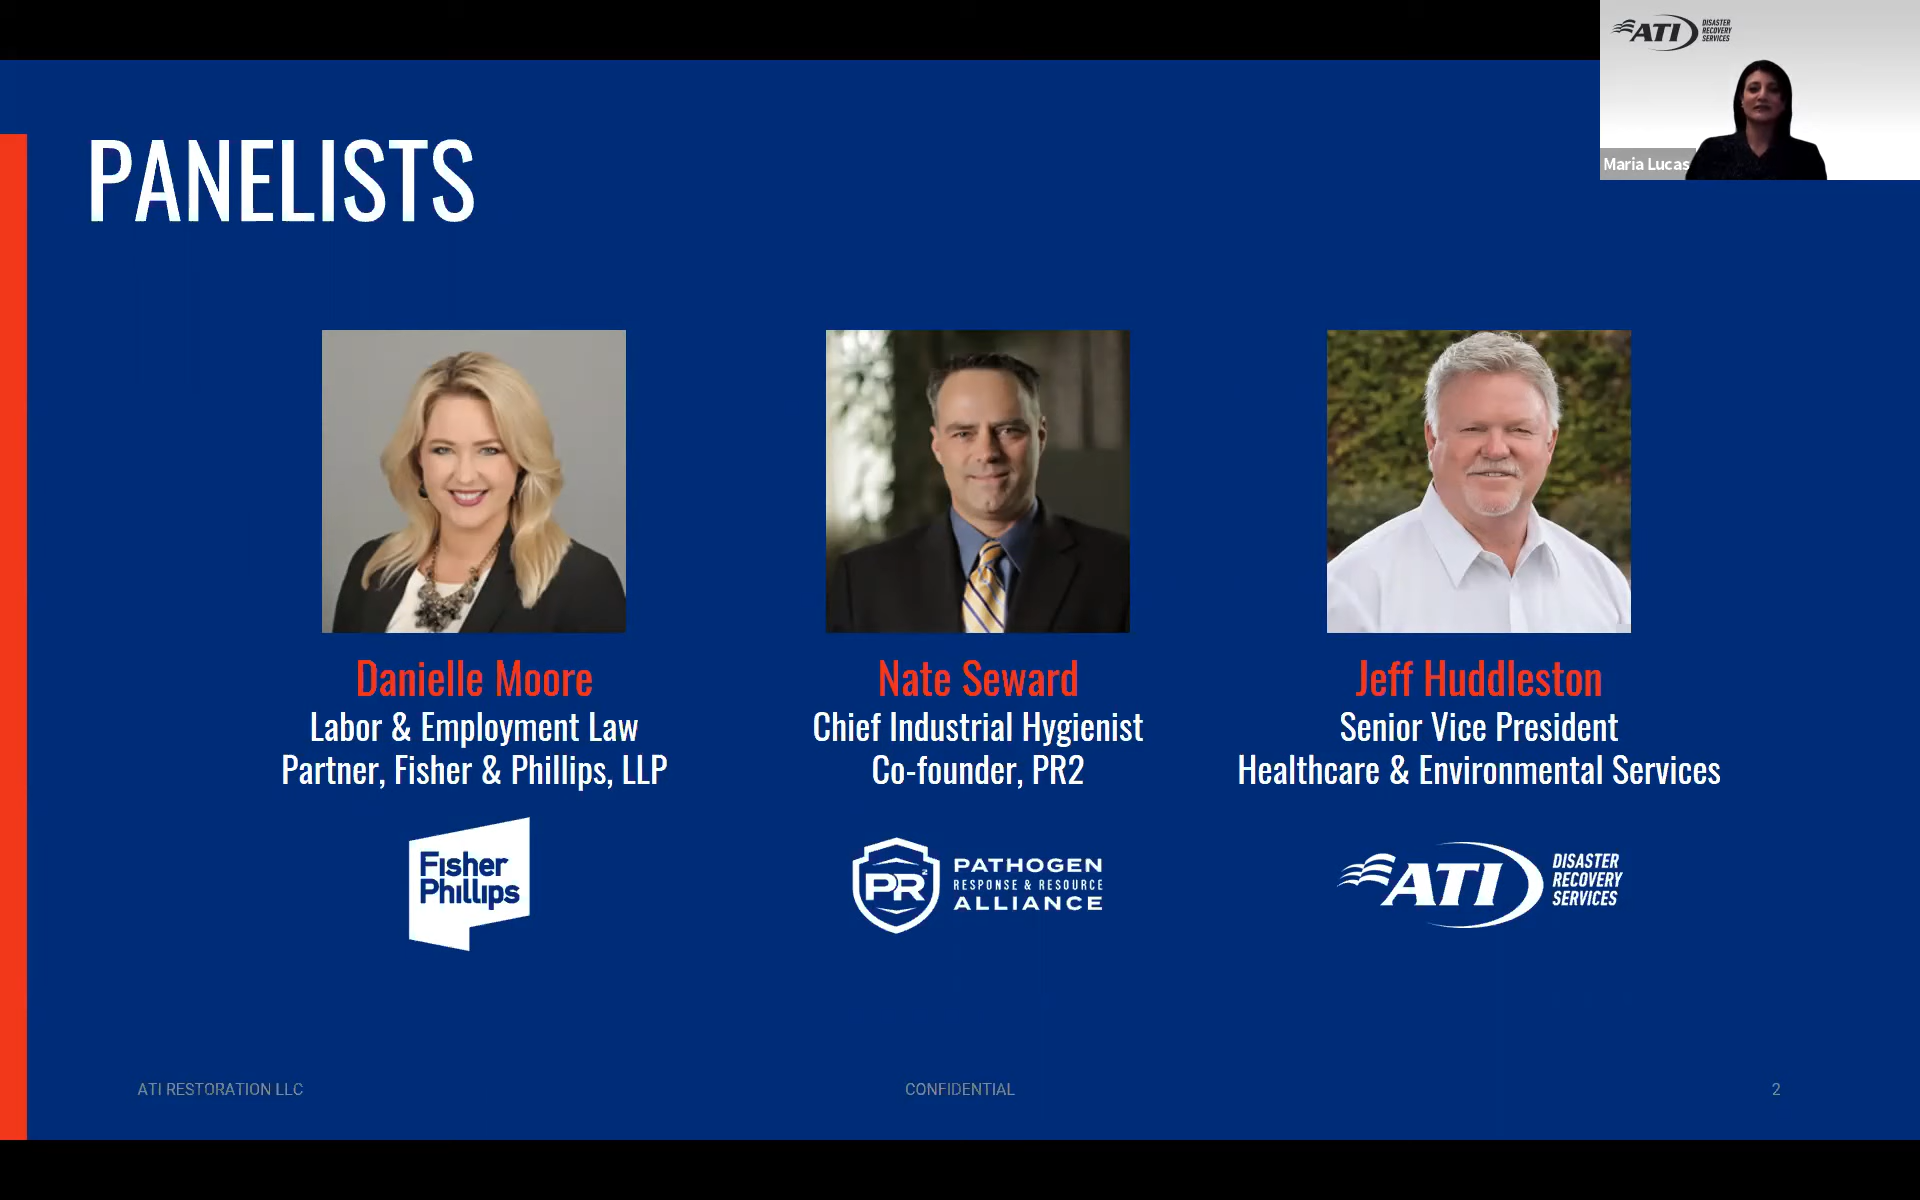 ATI DISASTER
RECOVERY
SERVICES
Maria Lucas
PANELISTS
Danielle Moore
Labor & Employment Law
Partner, Fisher & Phillips, LLP
Fisher
Phillips
Nate Seward
Chief Industrial Hygienist
Co-founder, PR2
PR2
PATHOGEN
RESPONSE & RESOURCE
ALLIANCE
Jeff Huddleston
Senior Vice President
Healthcare & Environmental Services
ATI DISASTER
RECOVERY
SERVICES
ATI RESTORATION LLC
CONFIDENTIAL
2